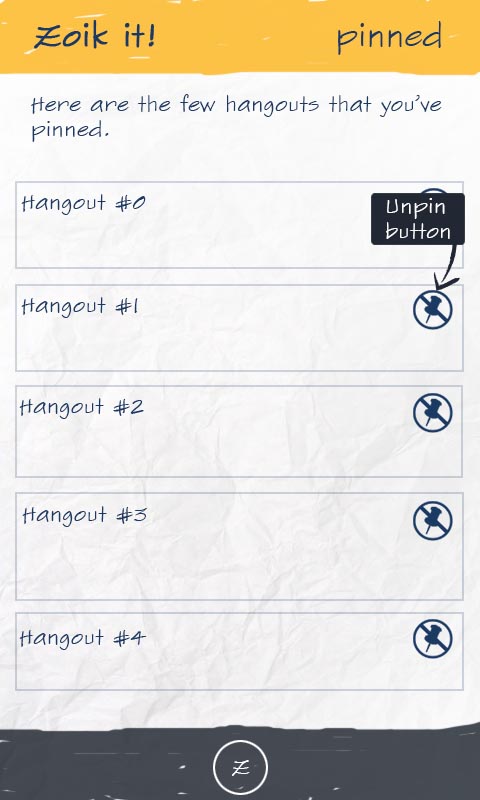 Zoik it!
pinned
Here are the few hangouts that you've
pinned.
Hangout #0
Unpin
button
Hangout #1
Hangout #2
Hangout #3
Hangout #4
Z